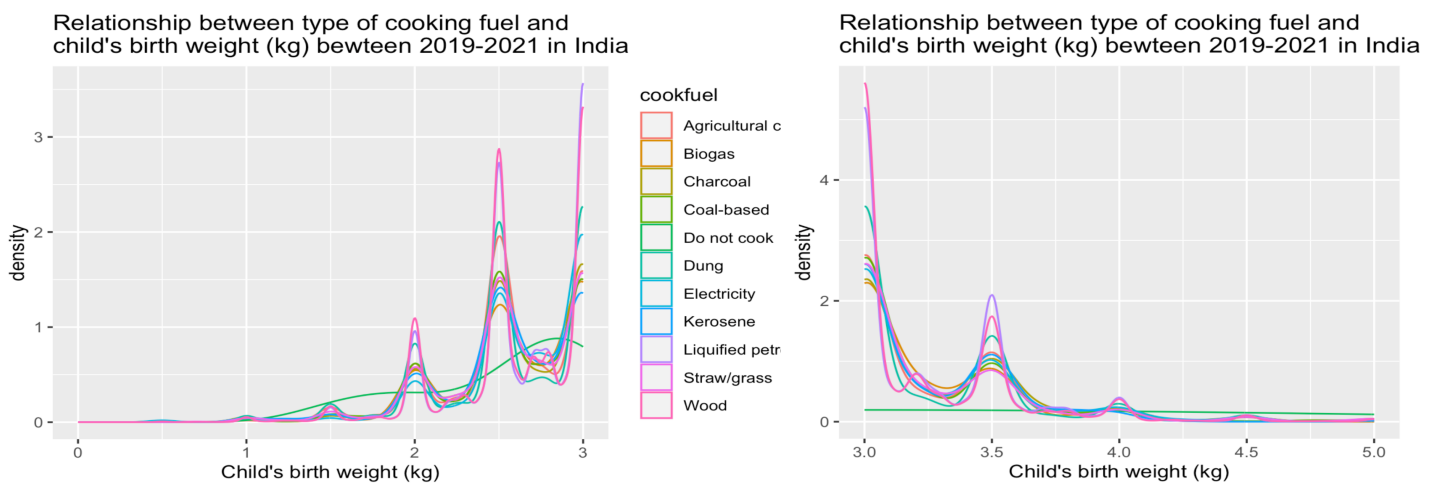 Relationship between type of cooking fuel and
child's birth weight (kg) bewteen 2019-2021 in India
density
3
2
1
0
0
1
2
3
Child's birth weight (kg)
cookfuel
Agricultural c
Biogas
Charcoal
Coal-based
Do not cook
Dung
Electricity
Kerosene
Liquified petr
Straw/grass
Wood
Relationship between type of cooking fuel and
child's birth weight (kg) bewteen 2019-2021 in India
density
4
2
0
3.0
3.5
4.0
4.5
5.0
Child's birth weight (kg)